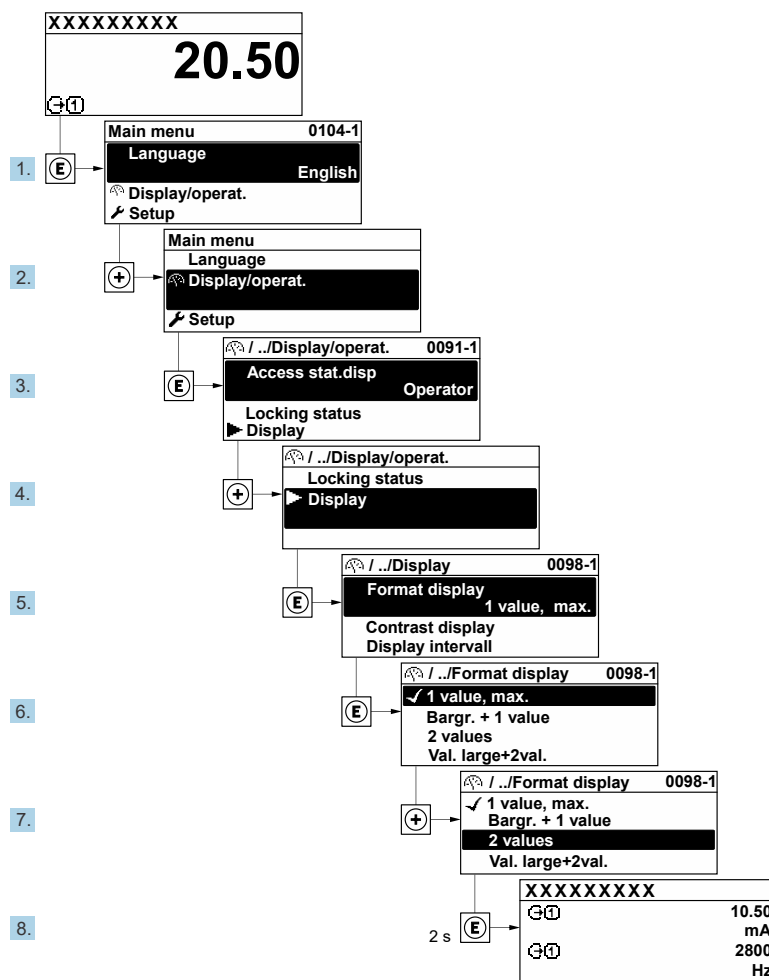 XXXXXXXXX
20.50
1
Main menu 0104-1
Language
English
Display/operat.
Setup
1. E
Main menu
Language
Display/operat.
Setup
2. +
/ ../Display/operat. 0091-1
Access stat.disp
Operator
Locking status
Display
3. E
/ ../Display/operat.
Locking status
Display
4. +
/ ../Display 0098-1
Format display
1 value, max.
Contrast display
Display intervall
5. E
/ ../Format display 0098-1
1 value, max.
Bargr. + 1 value
2 values
Val. large+2val.
6. E
/ ../Format display 0098-1
1 value, max.
Bargr. + 1 value
2 values
Val. large+2val.
7. +
XXXXXXXXX
1 10.50
mA
1 2800
Hz
8. 2 s E